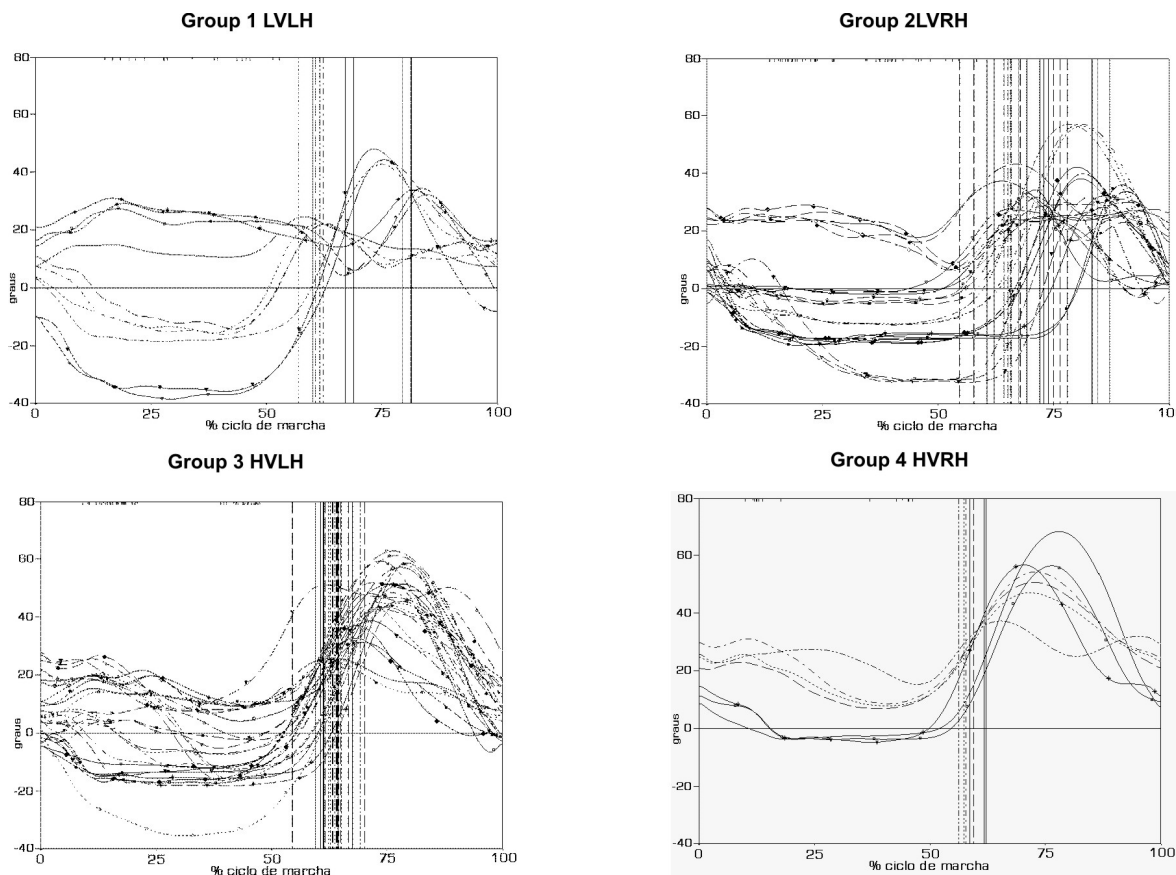 Group 1 LVLH
80
60
40
20
0
-20
-40
graus
0 25 50 75 100
% ciclo de marcha
Group 2LVRH
80
60
40
20
0
-20
-40
graus
0 25 50 75 10
% ciclo de marcha
Group 3 HVLH
80
60
40
20
0
-20
-40
graus
0 25 50 75 100
% ciclo de marcha
Group 4 HVRH
80
60
40
20
0
-20
-40
graus
0 25 50 75 100
% ciclo de marcha